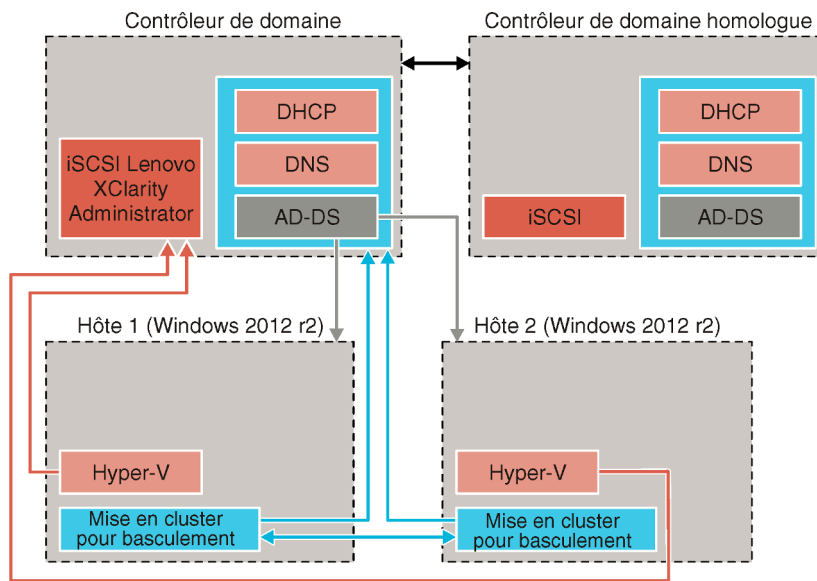 Contrôleur de domaine
Contrôleur de domaine homologue
DHCP
DNS
AD-DS
iSCSI Lenovo
XClarity
Administrator
DHCP
DNS
AD-DS
iSCSI
Hôte 1 (Windows 2012 r2)
Hôte 2 (Windows 2012 r2)
Hyper-V
Mise en cluster
pour basculement
Hyper-V
Mise en cluster
pour basculement